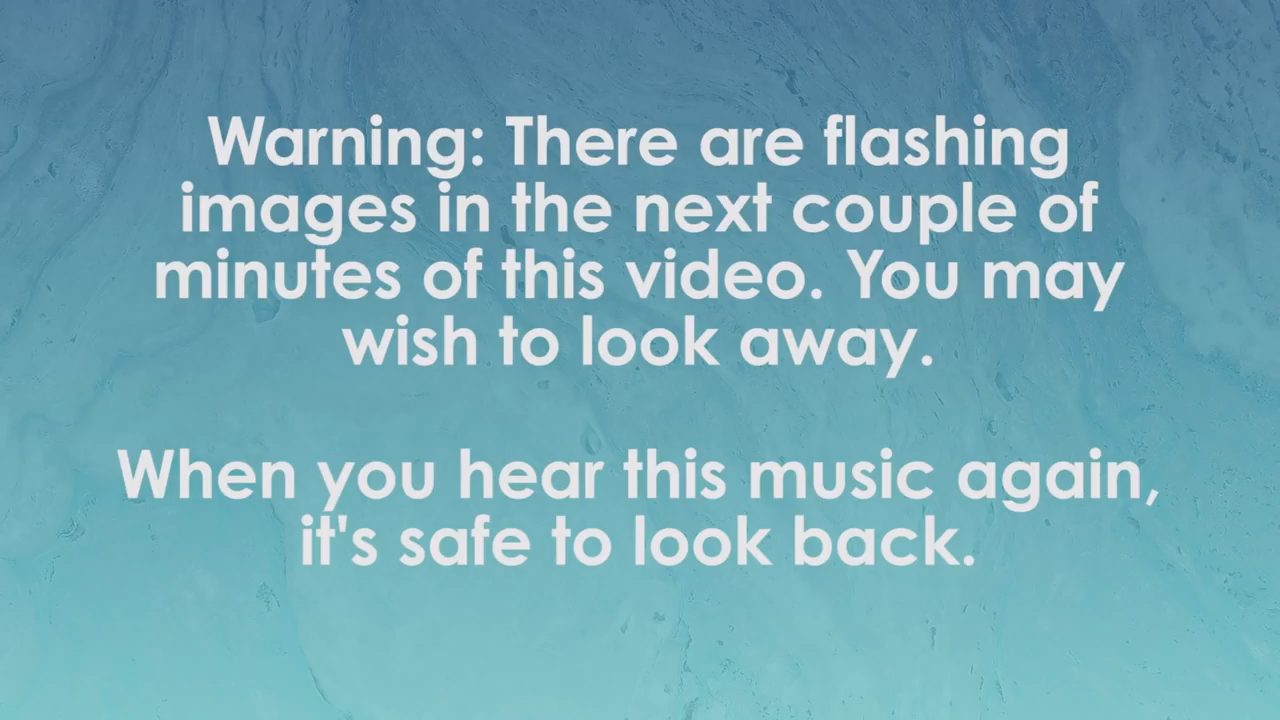 Warning: There are flashing
images in the next couple of
minutes of this video. You may
wish to look away.
When you hear this music again,
it's safe to look back.